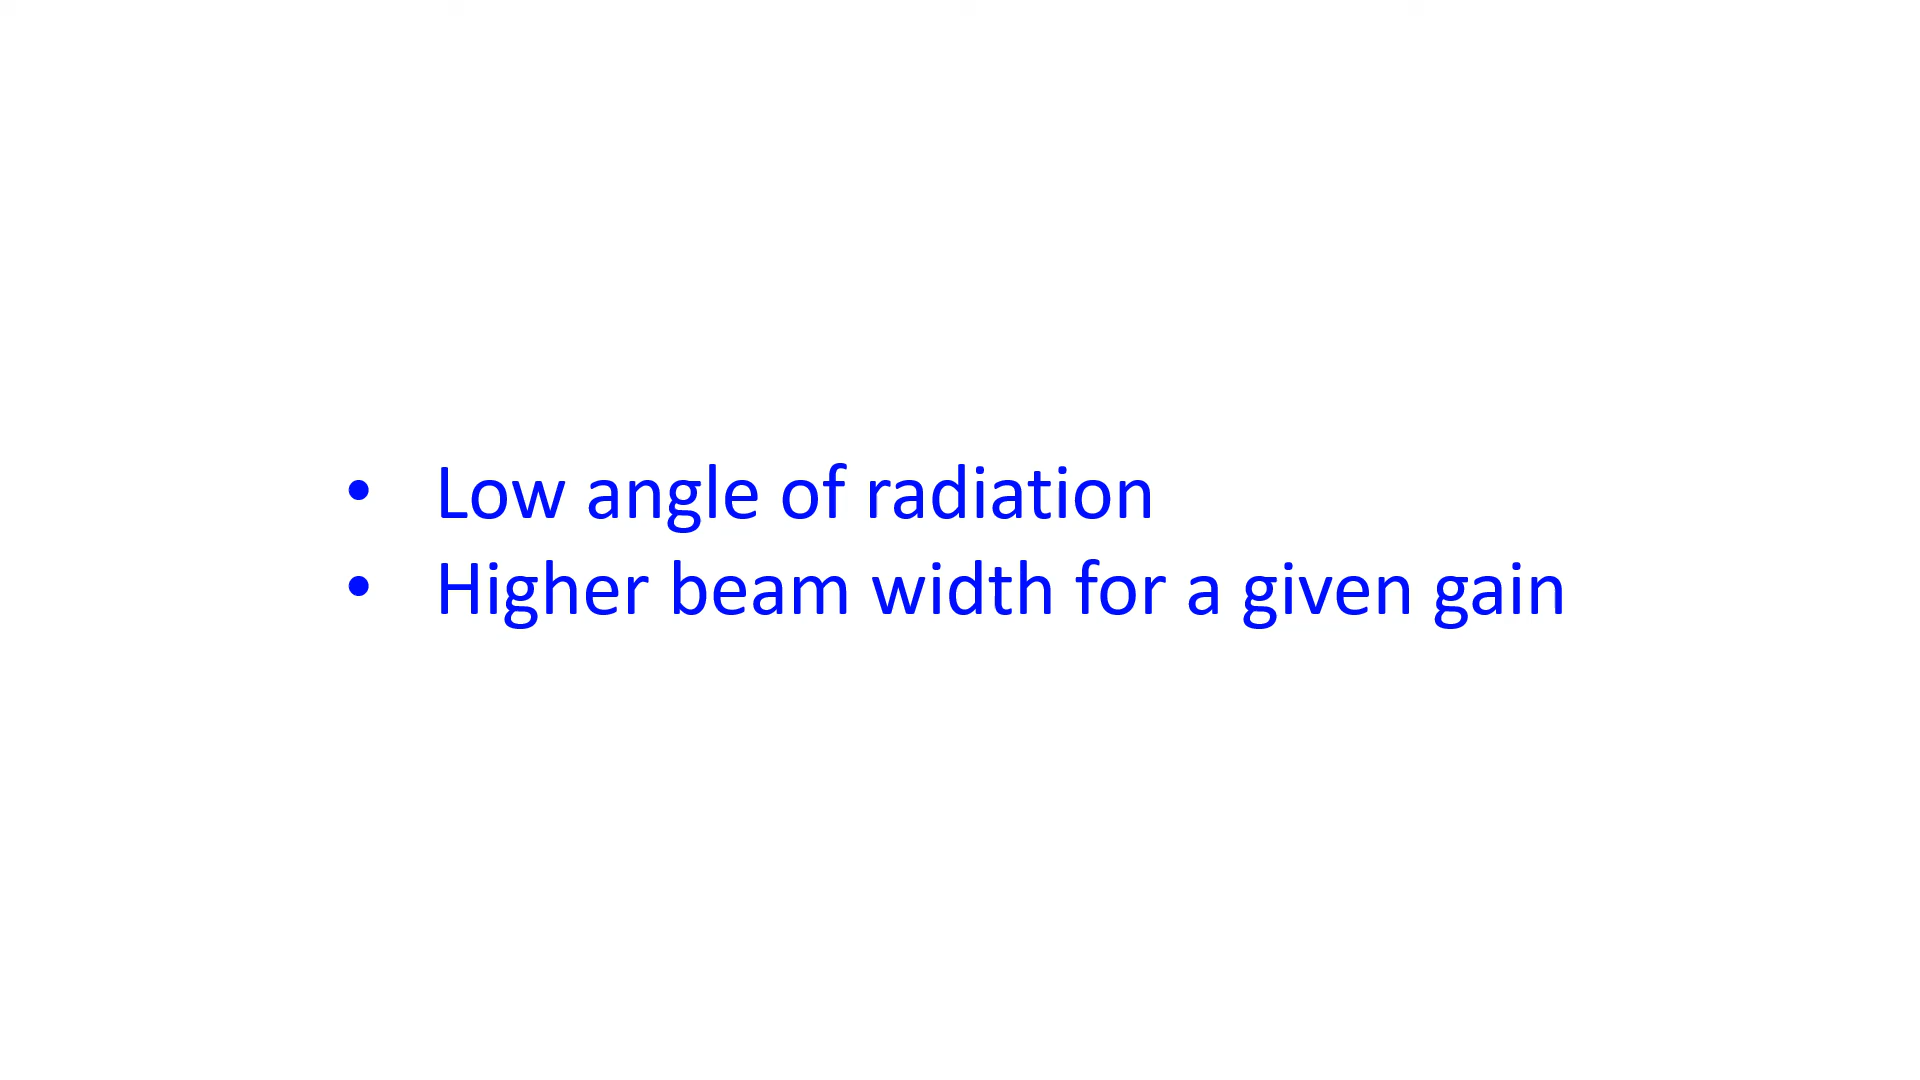 • Low angle of radiation
• Higher beam width for a given gain